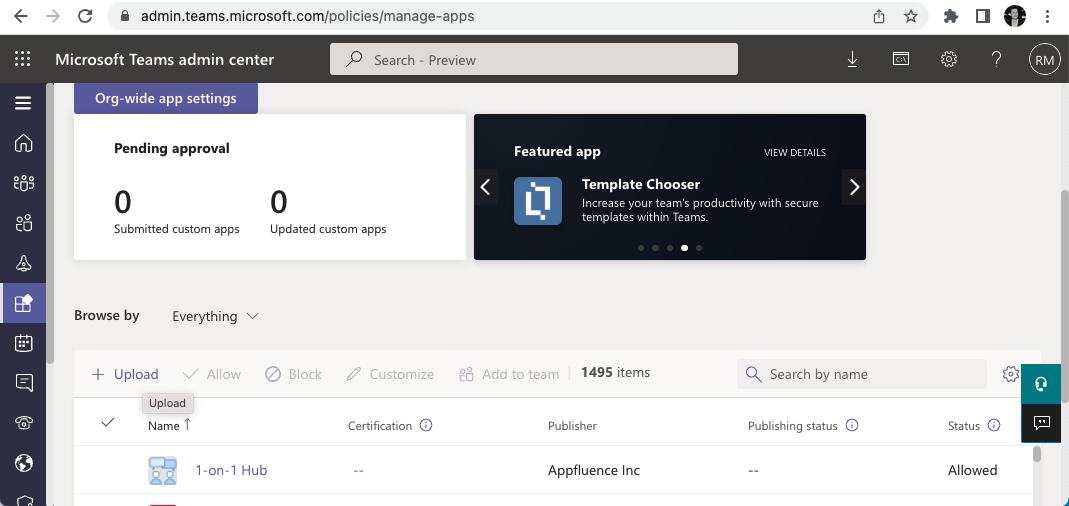 admin.teams.microsoft.com/policies/manage-apps
Microsoft Teams admin center
Search - Preview
RM
Org-wide app settings
Pending approval
0
0
Submitted custom apps
Updated custom apps
Featured app
VIEW DETAILS
Template Chooser
Increase your team's productivity with secure
templates within Teams.
Browse by
Everything
Upload
Allow
Block
Customize
Add to team
1495 items
Search by name
Upload
Name
Certification
Publisher
Publishing status
Status
1-on-1 Hub
--
Appfluence Inc
--
Allowed